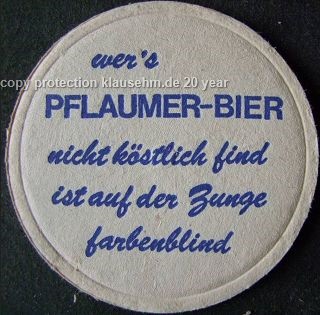 wer's
copy protection klausehm.de 20 year
PFLAUMER-BIER
nicht köstlich find
ist auf der Zunge
farbenblind